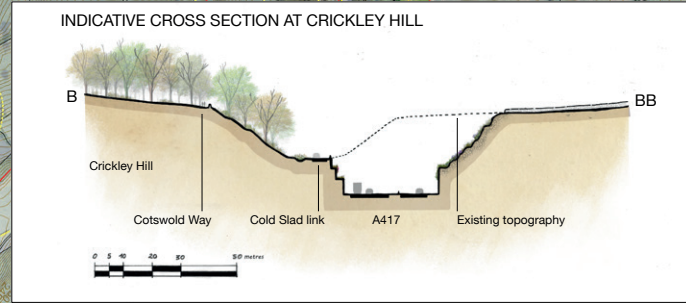 INDICATIVE CROSS SECTION AT CRICKLEY HILL
B
BB
Crickley Hill
Cotswold Way
Cold Slad link
A417
Existing topography
0 5 10 20 30 50 metres